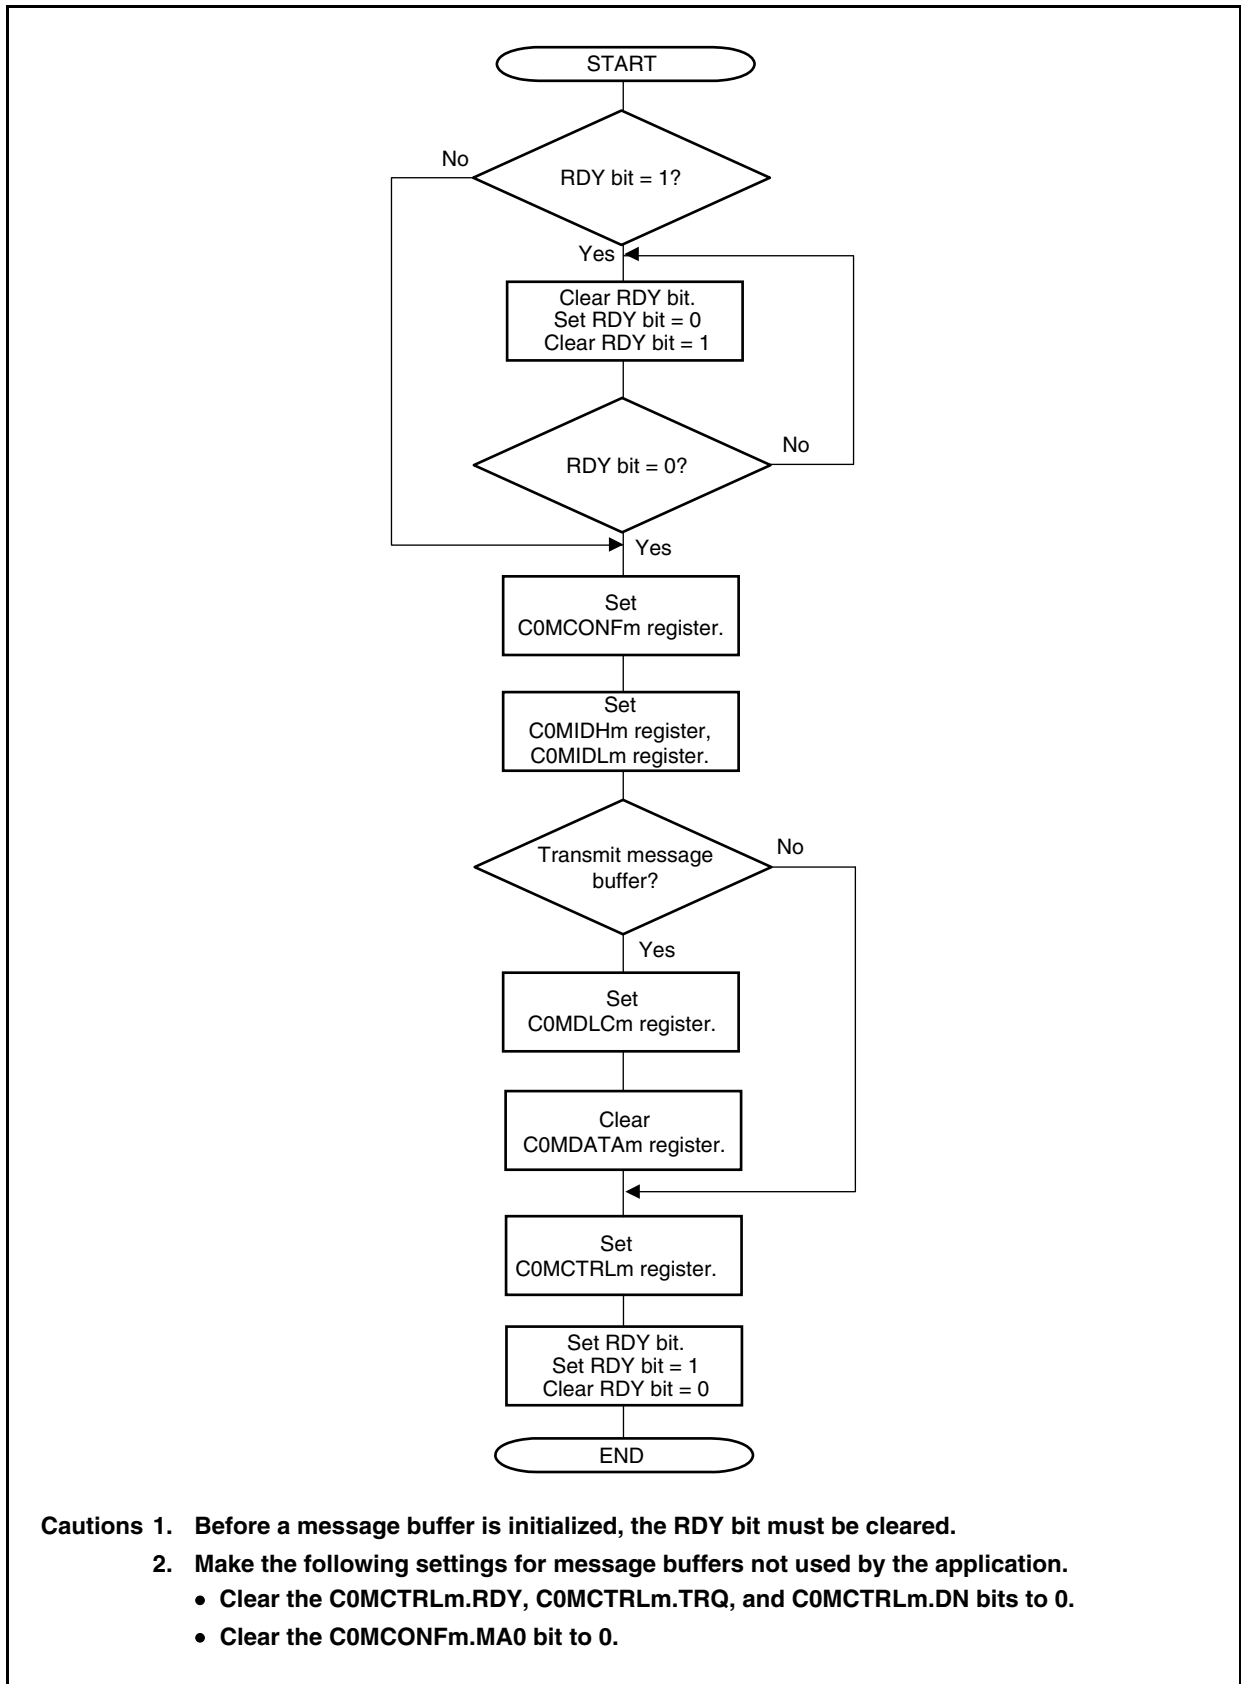 START
No
RDY bit = 1?
Yes
Clear RDY bit.
Set RDY bit = 0
Clear RDY bit = 1
No
RDY bit = 0?
Yes
Set
C0MCONFm register.
Set
C0MIDHm register,
C0MIDLm register.
No
Transmit message
buffer?
Yes
Set
C0MDLCm register.
Clear
C0MDATAm register.
Set
C0MCTRLm register.
Set RDY bit.
Set RDY bit = 1
Clear RDY bit = 0
END
Cautions 1. Before a message buffer is initialized, the RDY bit must be cleared.
2. Make the following settings for message buffers not used by the application.
• Clear the C0MCTRLm.RDY, C0MCTRLm.TRQ, and C0MCTRLm.DN bits to 0.
• Clear the C0MCONFm.MA0 bit to 0.